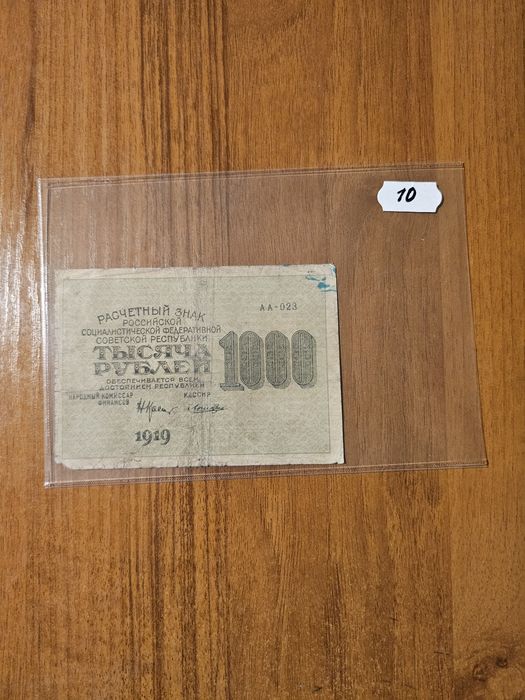 10
АА-023
РАСЧЕТНЫЙ ЗНАК
РОССИЙСКОЙ
СОЦИАЛИСТИЧЕСКОЙ ФЕДЕРАТИВНОЙ
СОВЕТСКОЙ РЕСПУБЛИКИ
ТЫСЯЧА
РУБЛЕЙ
1000
ОБЕСПЕЧИВАЕТСЯ ВСЕМ
ДОСТОЯНИЕМ РЕСПУБЛИКИ
НАРОДНЫЙ КОМИССАР
ФИНАНСОВ
КАССИР
1919